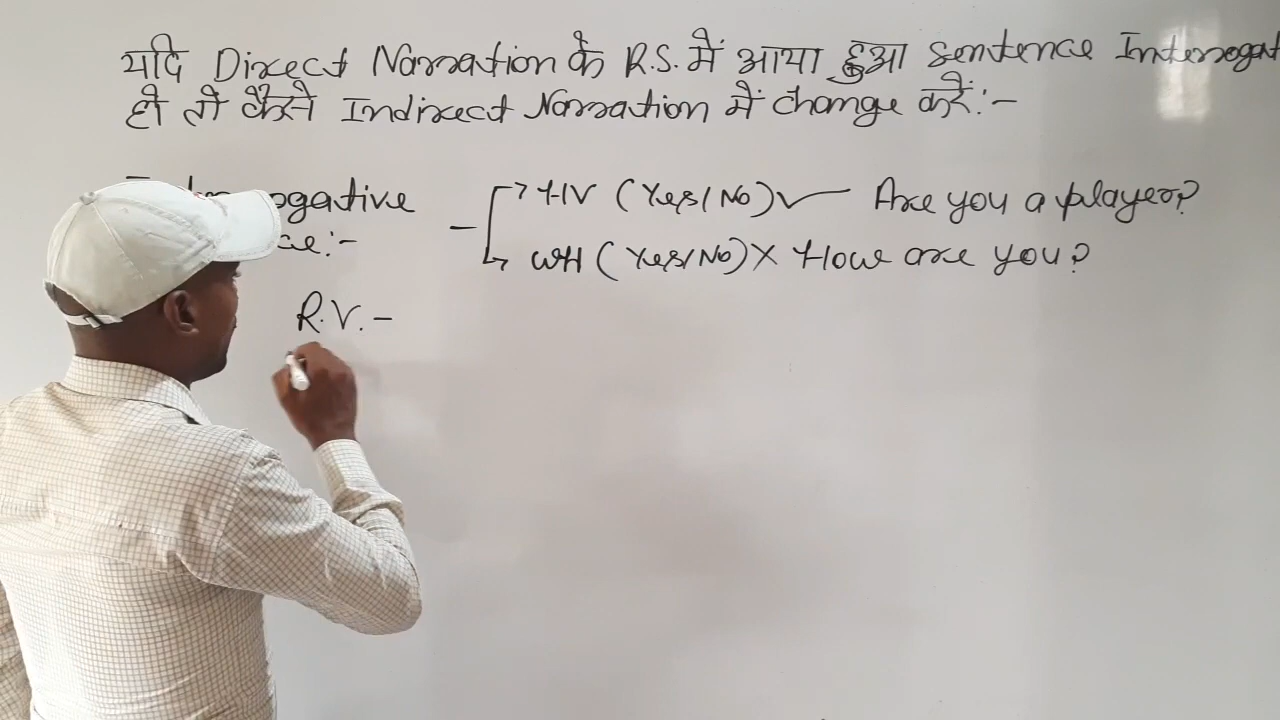 यदि Direct Narration के R.S. में आया हुआ sentence Interrogat
हो तो कैसे Indirect Narration में change करें:-
ogative
ce:-
HV (Yes/No) ✓ Are you a player?
WH (Yes/No) X How are you?
R.V.-